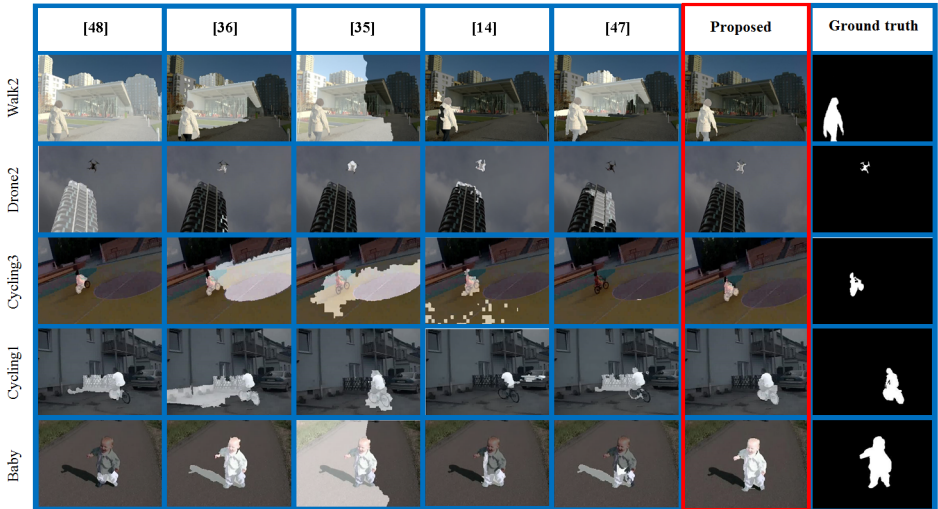 [48] [36] [35] [14] [47] Proposed Ground truth
Walk2
Drone2
Cycling3
Cycling1
Baby